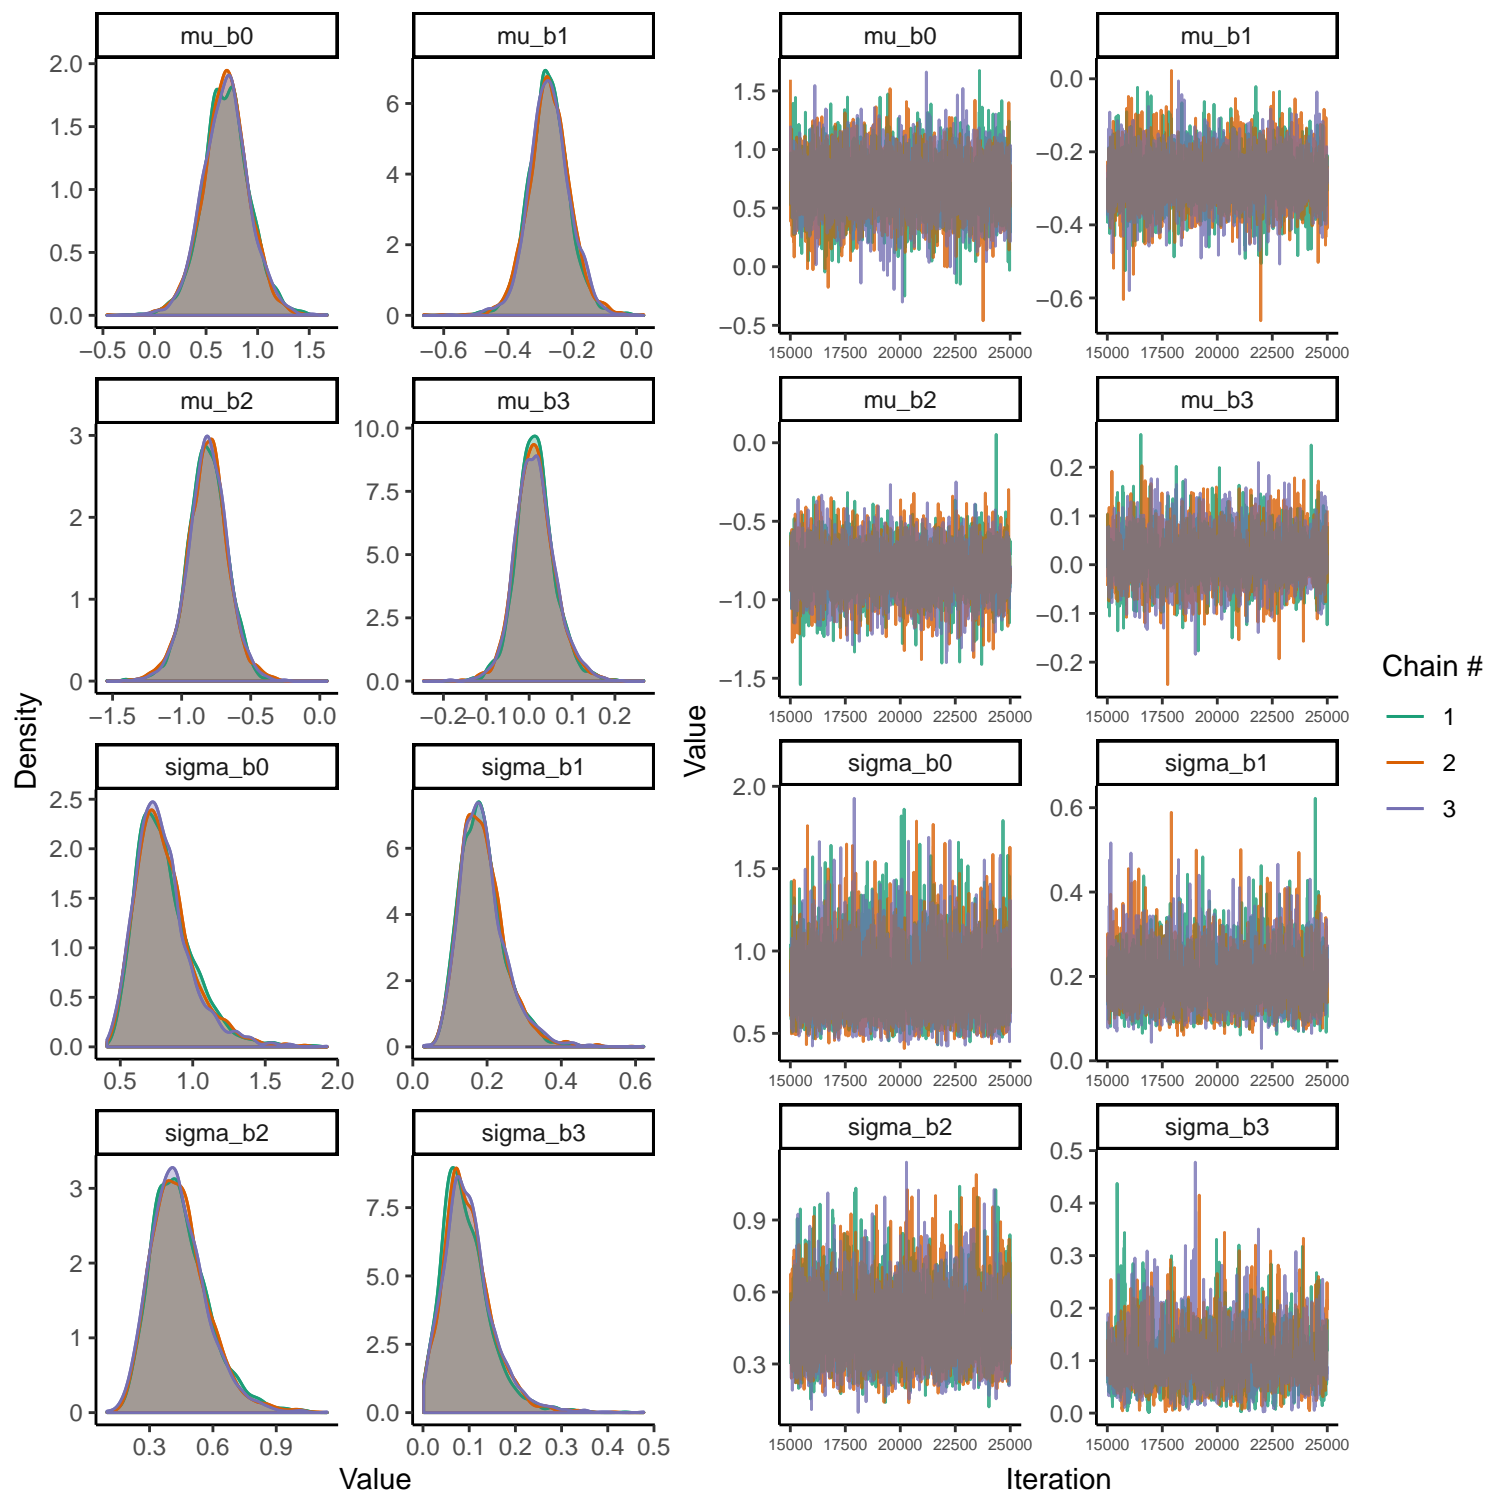 mu_b0
mu_b1
mu_b0
mu_b1
2.0
1.5
1.0
0.5
0.0
6
4
2
0
1.5
1.0
0.5
0.0
−0.5
0.0
−0.2
−0.4
−0.6
−0.5 0.0 0.5 1.0 1.5
−0.6 −0.4 −0.2 0.0
15000 17500 20000 22500 25000
15000 17500 20000 22500 25000
mu_b2
mu_b3
mu_b2
mu_b3
3
2
1
0
10.0
7.5
5.0
2.5
0.0
0.0
−0.5
−1.0
−1.5
0.2
0.1
0.0
−0.1
−0.2
−1.5 −1.0 −0.5 0.0
−0.2 −0.1 0.0 0.1 0.2
15000 17500 20000 22500 25000
15000 17500 20000 22500 25000
Density
Value
sigma_b0
sigma_b1
sigma_b0
sigma_b1
2.5
2.0
1.5
1.0
0.5
0.0
6
4
2
0
2.0
1.5
1.0
0.5
0.6
0.4
0.2
0.0
0.5 1.0 1.5 2.0
0.0 0.2 0.4 0.6
15000 17500 20000 22500 25000
15000 17500 20000 22500 25000
sigma_b2
sigma_b3
sigma_b2
sigma_b3
3
2
1
0
7.5
5.0
2.5
0.0
0.9
0.6
0.3
0.5
0.4
0.3
0.2
0.1
0.0
0.3 0.6 0.9
0.0 0.1 0.2 0.3 0.4 0.5
15000 17500 20000 22500 25000
15000 17500 20000 22500 25000
Value
Iteration
Chain #
1
2
3